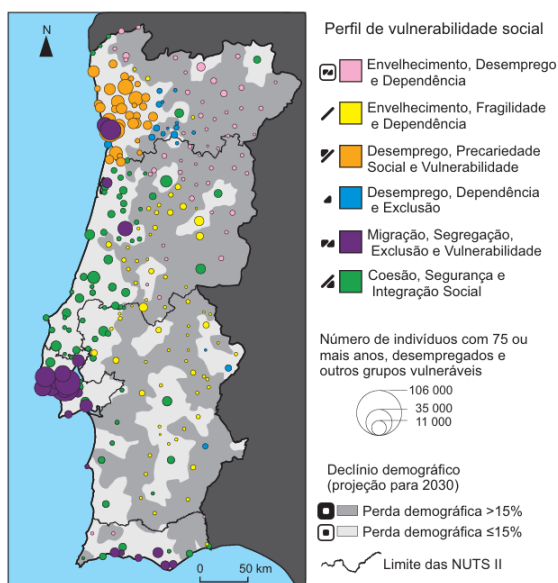 N
Perfil de vulnerabilidade social
Envelhecimento, Desemprego
e Dependência
Envelhecimento, Fragilidade
e Dependência
Desemprego, Precariedade
Social e Vulnerabilidade
Desemprego, Dependência
e Exclusão
Migração, Segregação,
Exclusão e Vulnerabilidade
Coesão, Segurança e
Integração Social
Número de indivíduos com 75 ou
mais anos, desempregados e
outros grupos vulneráveis
106 000
35 000
11 000
Declínio demográfico
(projeção para 2030)
Perda demográfica >15%
Perda demográfica ≤15%
Limite das NUTS II
0 50 km